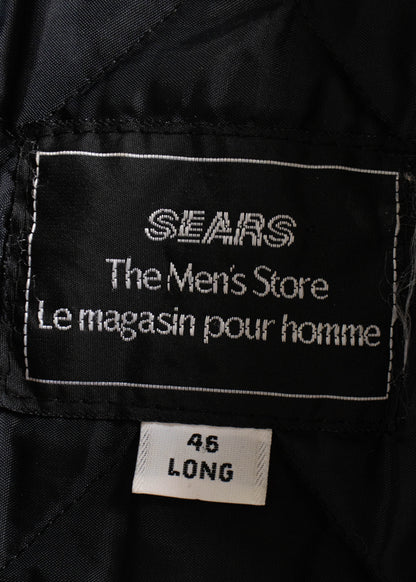 SEARS
The Men's Store
Le magasin pour homme
46
LONG